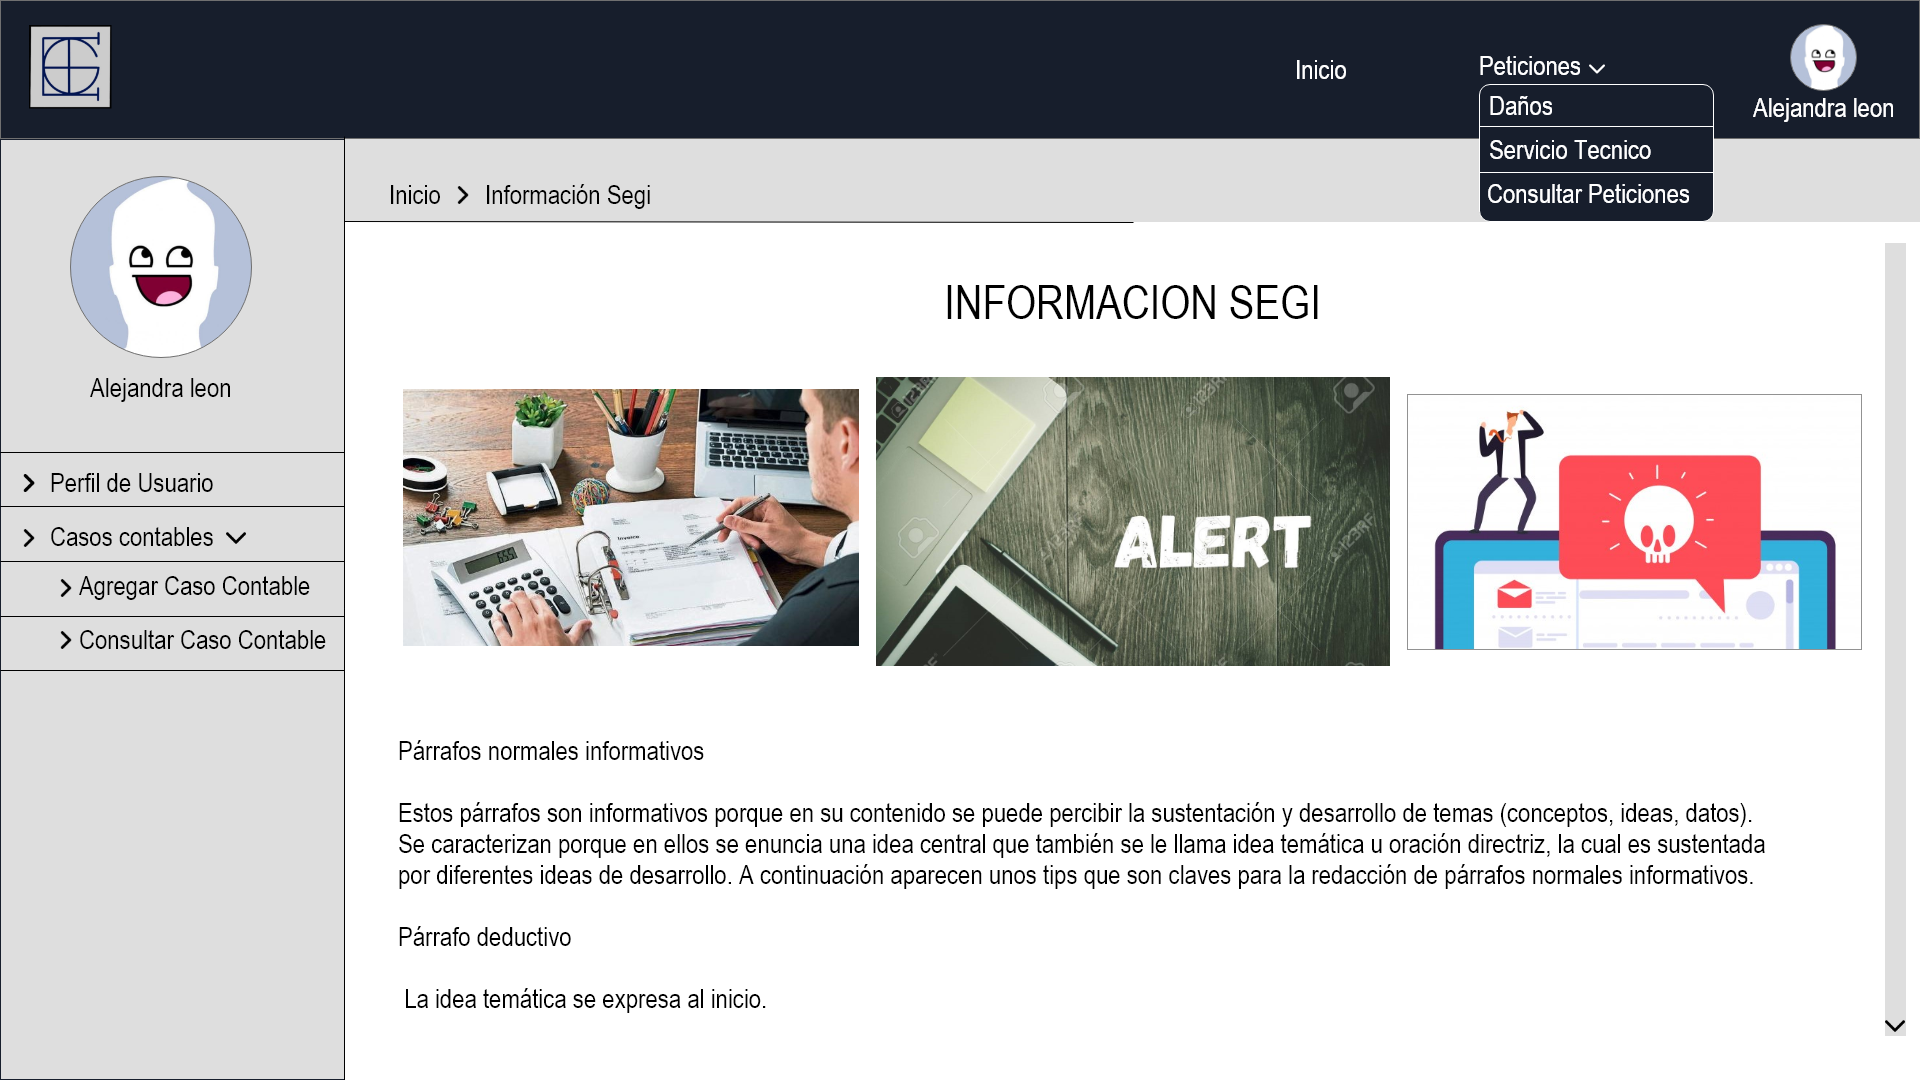 Inicio
Peticiones
Daños
Servicio Tecnico
Consultar Peticiones
Alejandra leon
Alejandra leon
Perfil de Usuario
Casos contables
Agregar Caso Contable
Consultar Caso Contable
Inicio
Información Segi
INFORMACION SEGI
Invoice
ALERT
123RF
Párrafos normales informativos
Estos párrafos son informativos porque en su contenido se puede percibir la sustentación y desarrollo de temas (conceptos, ideas, datos).
Se caracterizan porque en ellos se enuncia una idea central que también se le llama idea temática u oración directriz, la cual es sustentada
por diferentes ideas de desarrollo. A continuación aparecen unos tips que son claves para la redacción de párrafos normales informativos.
Párrafo deductivo
La idea temática se expresa al inicio.